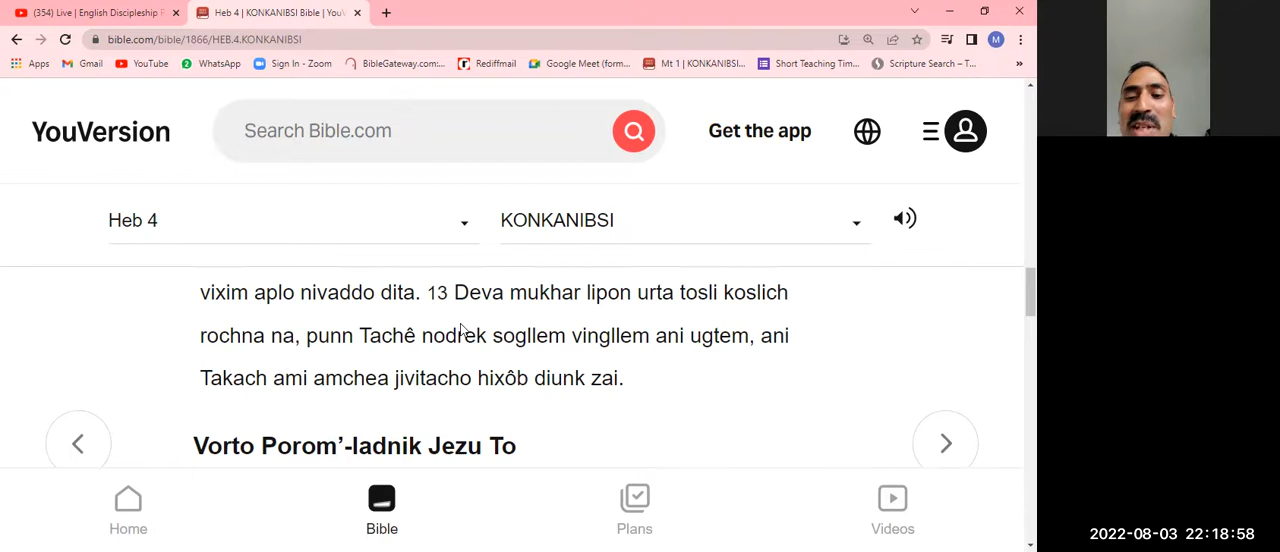 (354) Live | English Discipleship
Heb 4 | KONKANIBSI Bible | You
bible.com/bible/1866/HEB.4.KONKANIBSI
M
Apps Gmail YouTube 2 WhatsApp Sign In - Zoom BibleGateway.com:... Rediffmail Google Meet (form... Mt 1 | KONKANIBSI... Short Teaching Tim... Scripture Search – T... »
YouVersion Search Bible.com Get the app
Heb 4 KONKANIBSI
vixim aplo nivaddo dita. 13 Deva mukhar lipon urta tosli koslich
rochna na, punn Tachê nodrek sogllem vingllem ani ugtem, ani
Takach ami amchea jivitacho hixôb diunk zai.
Vorto Porom’-Iadnik Jezu To
Home Bible Plans Videos
2022-08-03 22:18:58